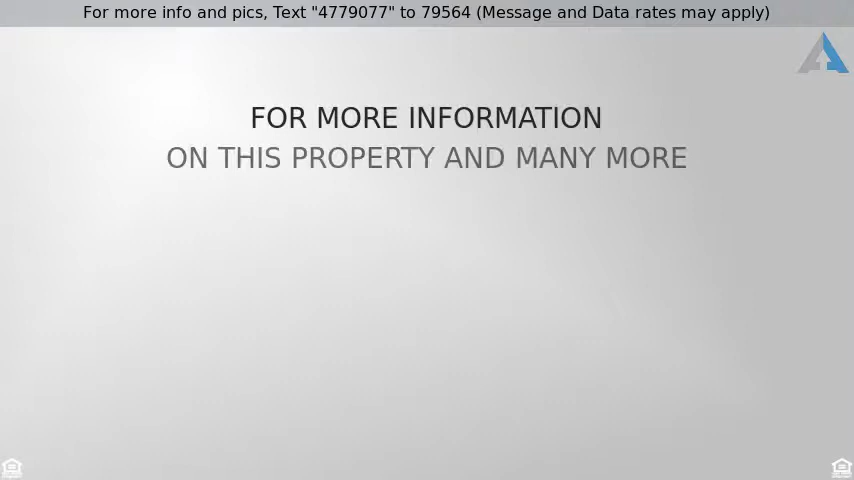 For more info and pics, Text "4779077" to 79564 (Message and Data rates may apply)
FOR MORE INFORMATION
ON THIS PROPERTY AND MANY MORE